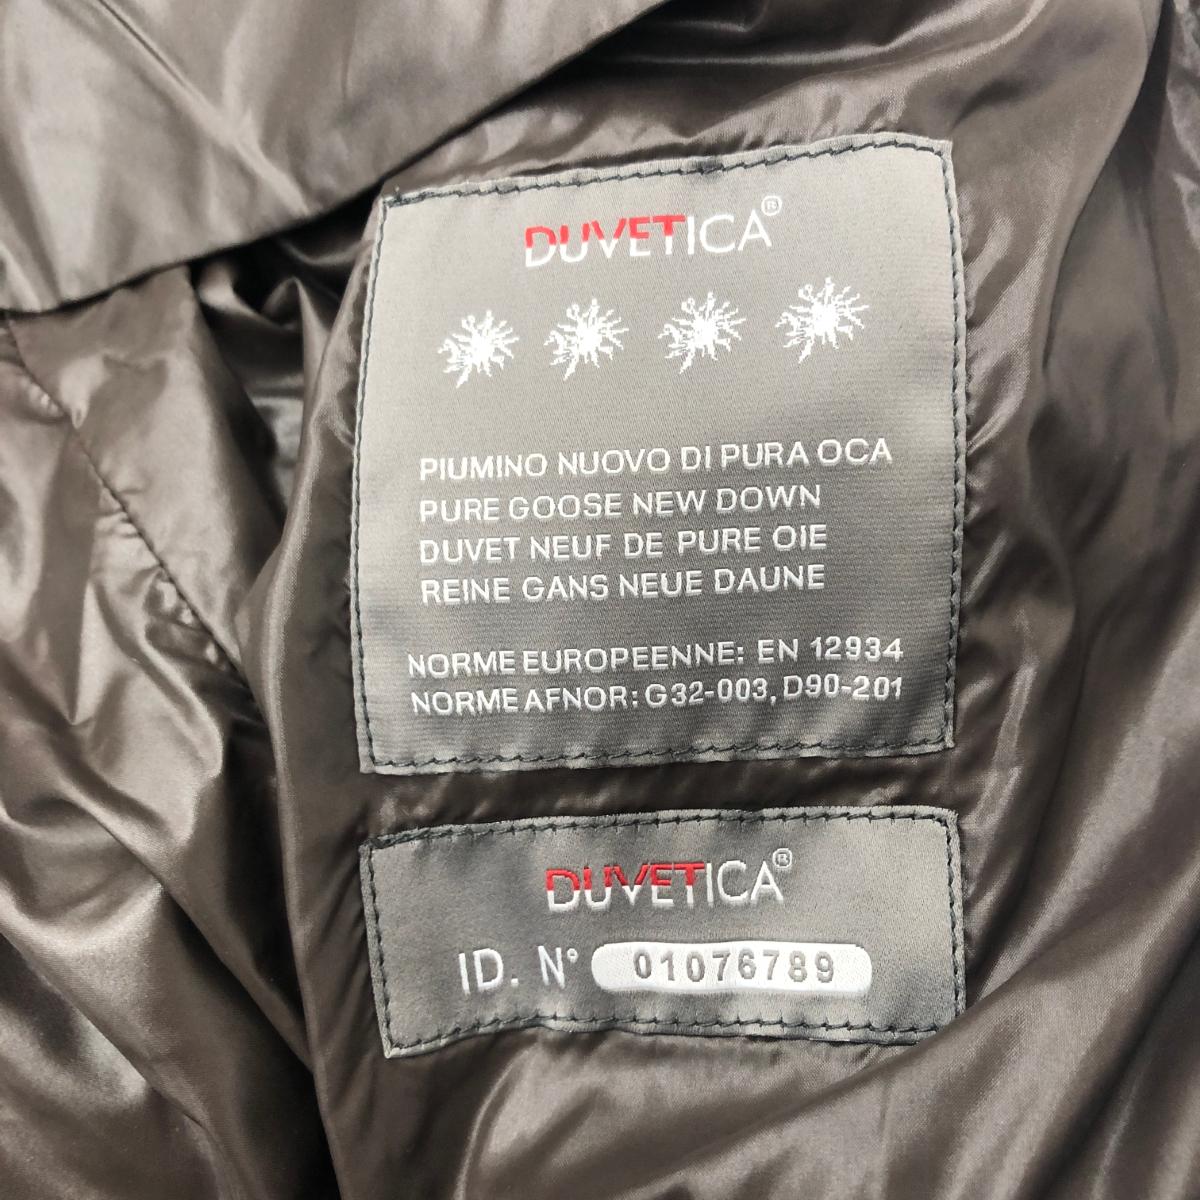 DUVETICA®
PIUMINO NUOVO DI PURA OCA
PURE GOOSE NEW DOWN
DUVET NEUF DE PURE OIE
REINE GANS NEUE DAUNE
NORME EUROPEENNE: EN 12934
NORME AFNOR: G32-003, D90-201
DUVETICA®
ID. N° 01076789